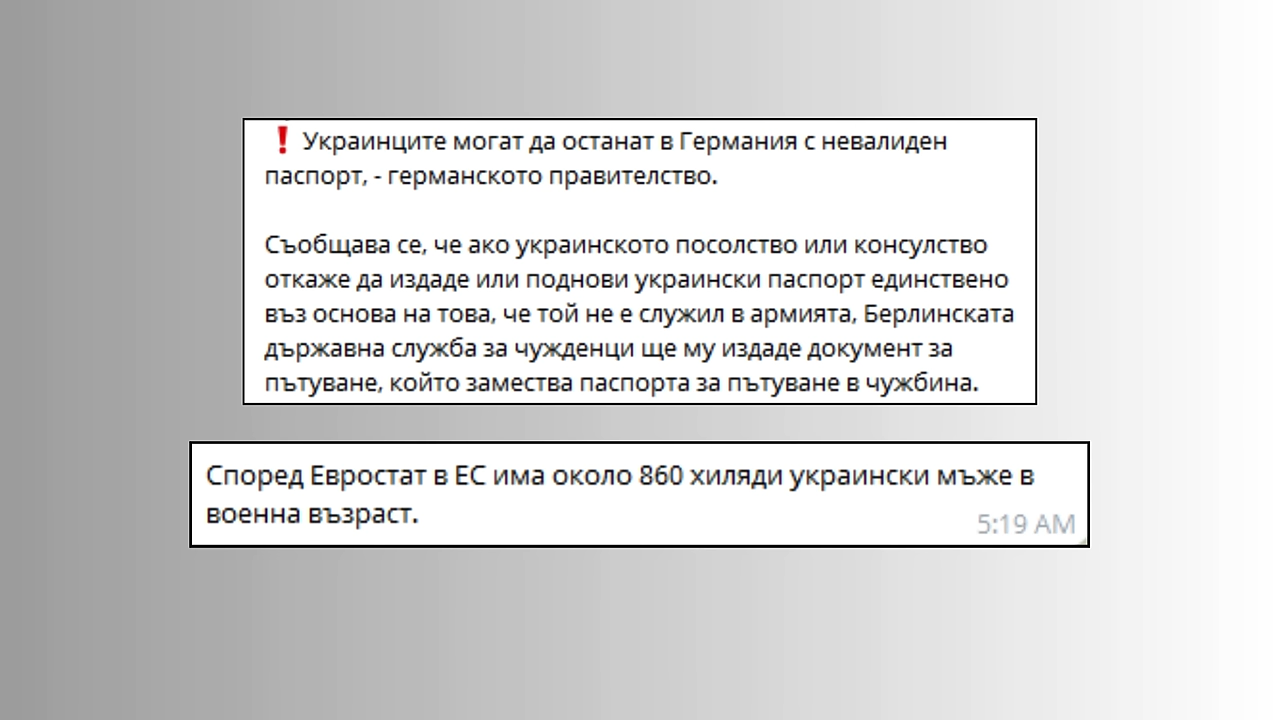 ❗ Украинците могат да останат в Германия с невалиден
паспорт, - германското правителство.
Съобщава се, че ако украинското посолство или консулство
откаже да издаде или поднови украински паспорт единствено
въз основа на това, че той не е служил в армията, Берлинската
държавна служба за чужденци ще му издаде документ за
пътуване, който замества паспорта за пътуване в чужбина.
Според Евростат в ЕС има около 860 хиляди украински мъже в
военна възраст.
5:19 AM